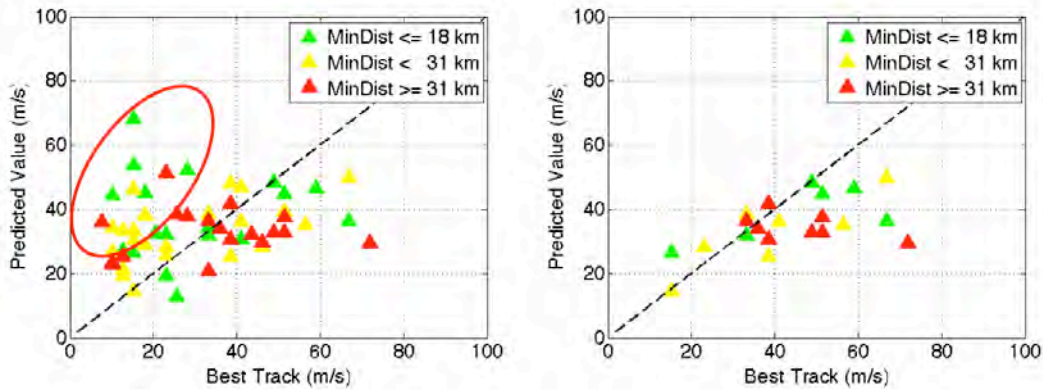 100
80
60
40
20
0
0 20 40 60 80 100
Predicted Value (m/s)
Best Track (m/s)
MinDist <= 18 km
MinDist < 31 km
MinDist >= 31 km
100
80
60
40
20
0
0 20 40 60 80 100
Predicted Value (m/s)
Best Track (m/s)
MinDist <= 18 km
MinDist < 31 km
MinDist >= 31 km